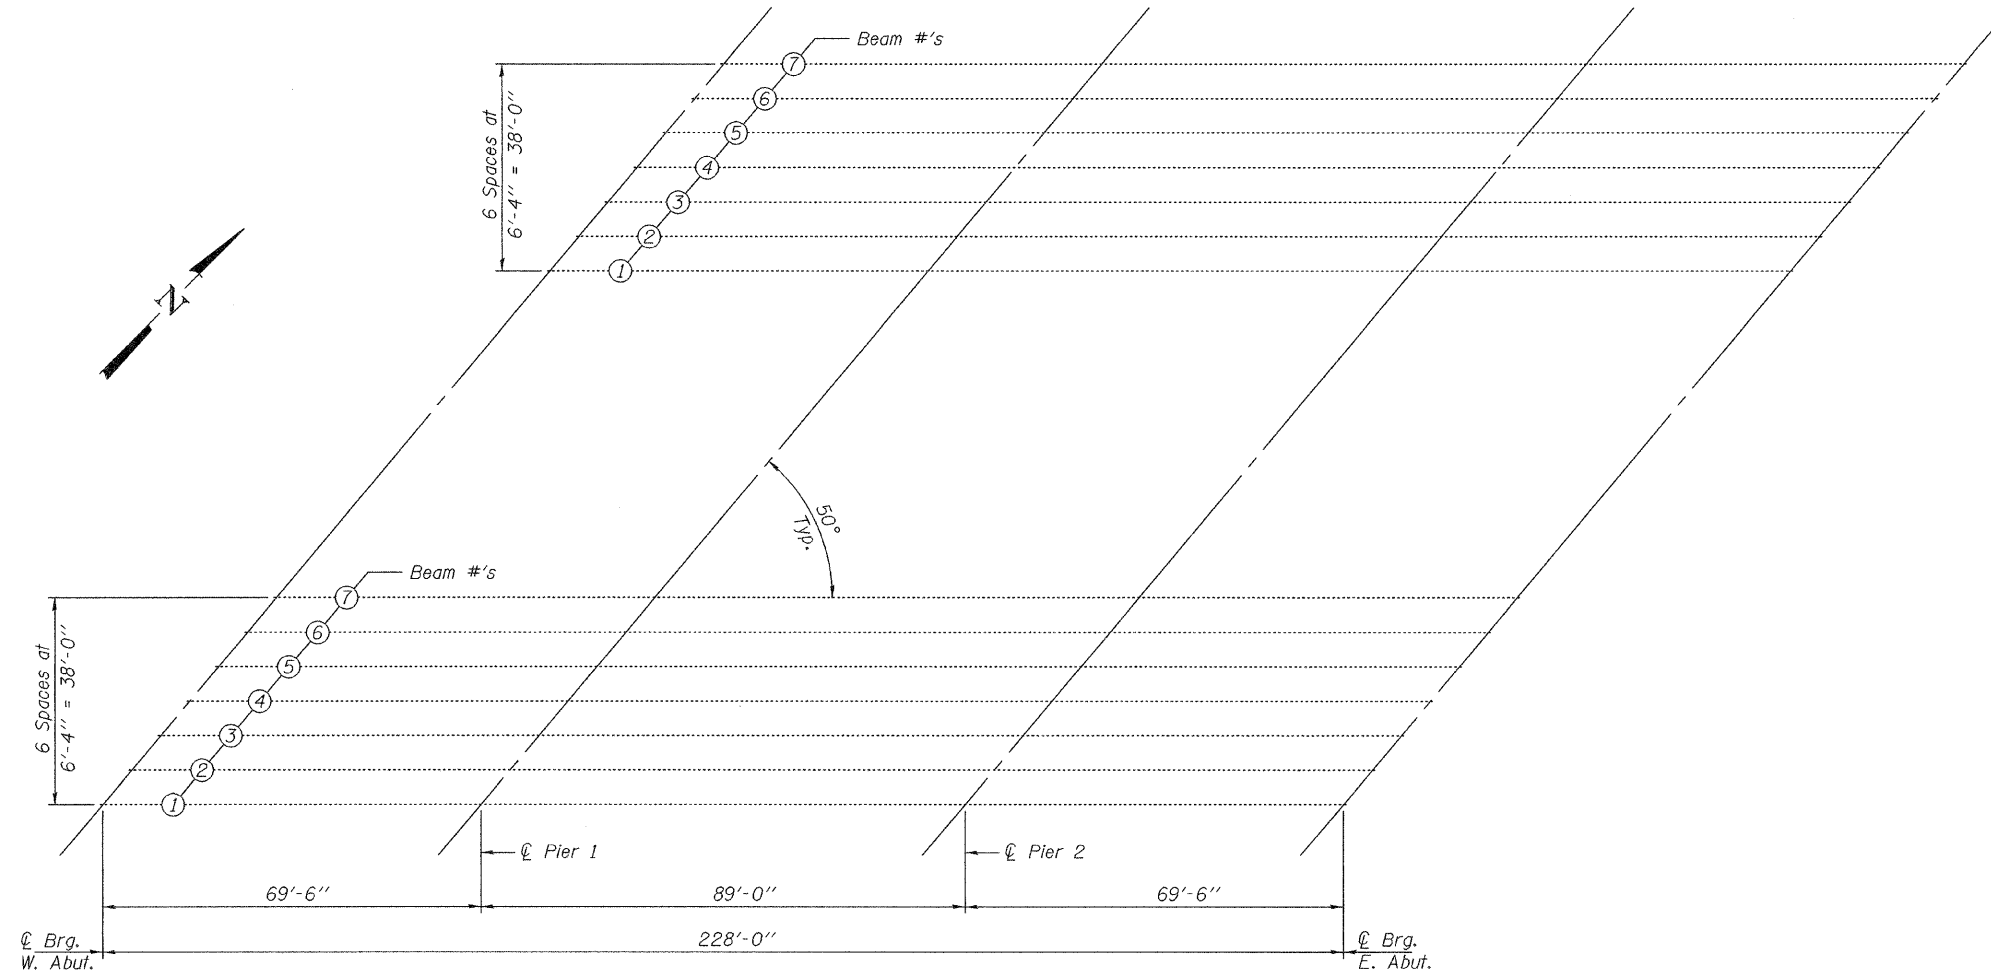 Beam #'s
7
6
5
4
3
2
1
6 Spaces at
6'-4" = 38'-0"
N
50°
Typ.
Beam #'s
7
6
5
4
3
2
1
6 Spaces at
6'-4" = 38'-0"
℄ Pier 1
℄ Pier 2
69'-6"
89'-0"
69'-6"
228'-0"
℄ Brg.
W. Abut.
℄ Brg.
E. Abut.